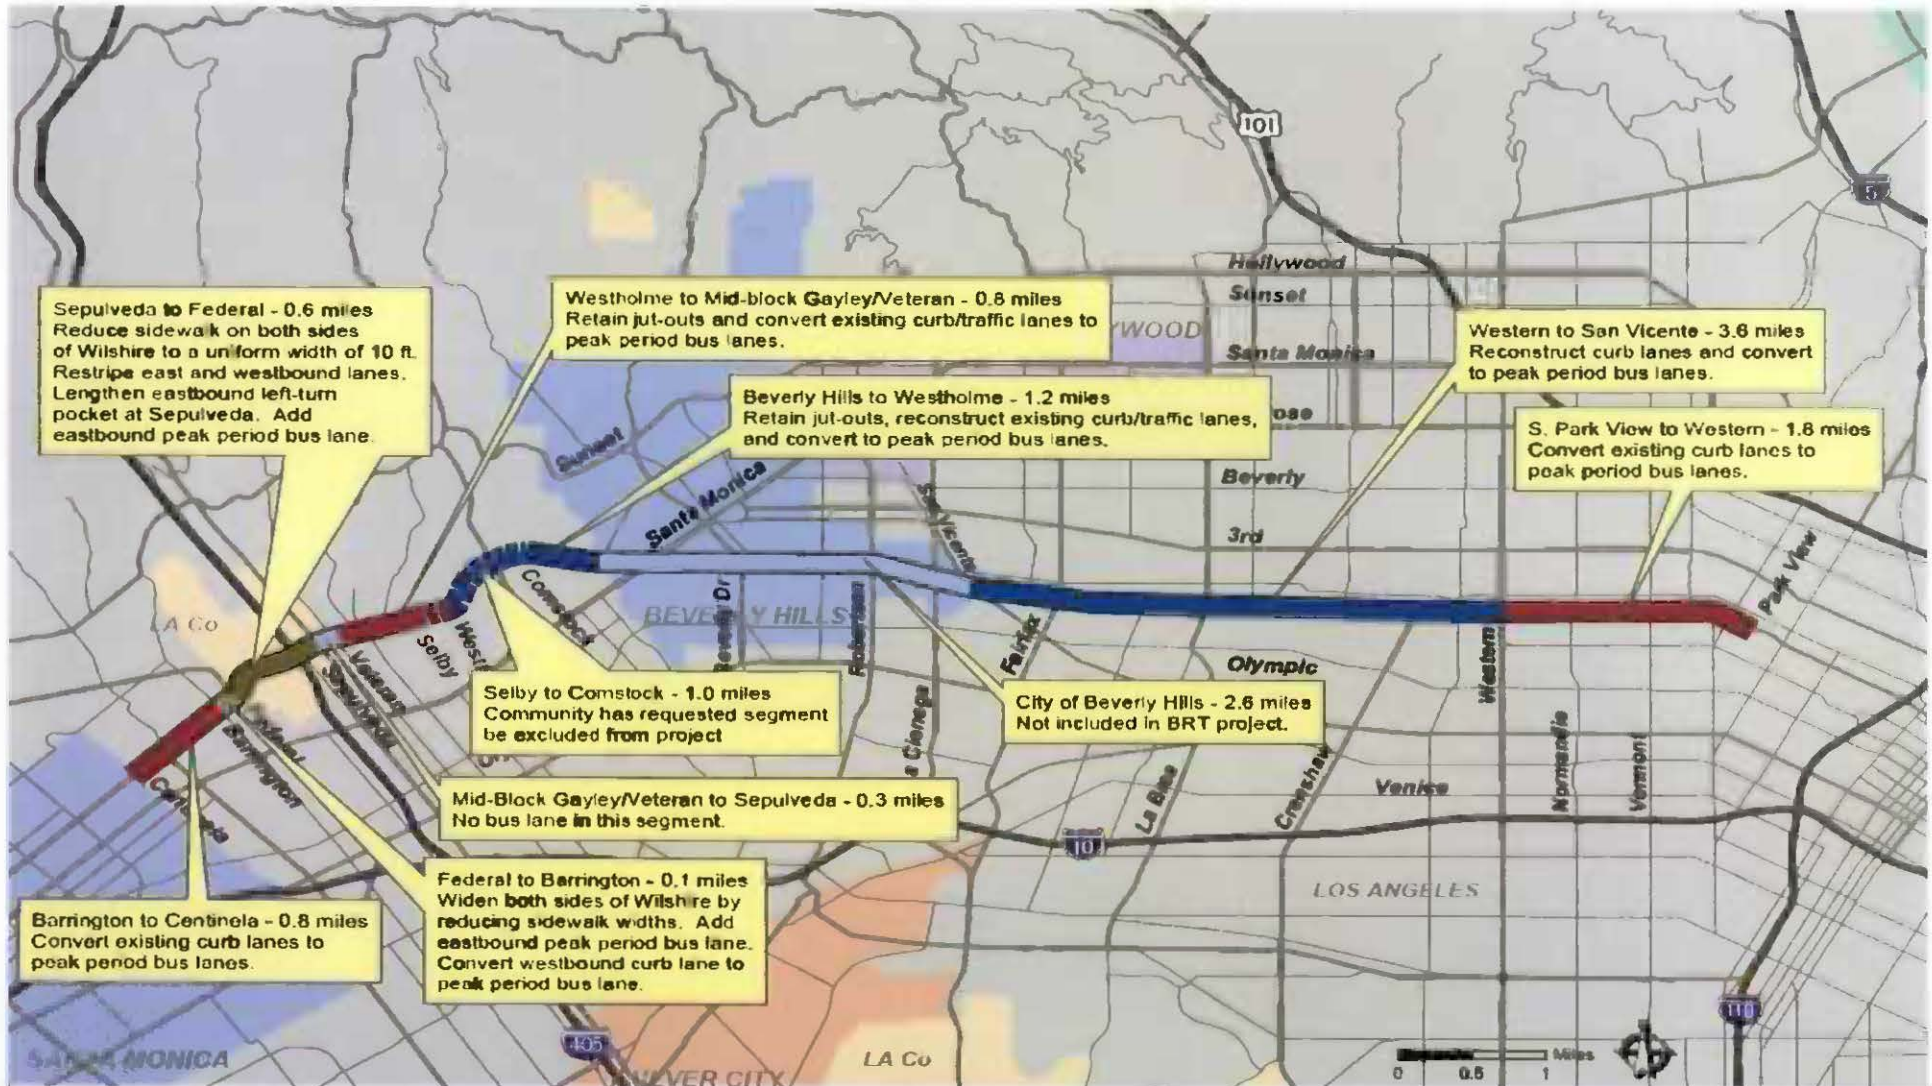 101
5
Hollywood
Sunset
Santa Monica
Beverly
3rd
Sepulveda to Federal - 0.6 miles
Reduce sidewalk on both sides
of Wilshire to a uniform width of 10 ft.
Restripe east and westbound lanes.
Lengthen eastbound left-turn
pocket at Sepulveda. Add
eastbound peak period bus lane.
Westholme to Mid-block Gayley/Veteran - 0.8 miles
Retain jut-outs and convert existing curb/traffic lanes to
peak period bus lanes.
Beverly Hills to Westholme - 1.2 miles
Retain jut-outs, reconstruct existing curb/traffic lanes,
and convert to peak period bus lanes.
Western to San Vicente - 3.6 miles
Reconstruct curb lanes and convert
to peak period bus lanes.
S. Park View to Western - 1.8 miles
Convert existing curb lanes to
peak period bus lanes.
Sunset
Santa Monica
San Vicente
Park View
LA Co
Comstock
BEVERLY HILLS
Beverly Dr
Robertson
Fairfax
Olympic
Western
Selby
Veteran
Sepulveda
Federal
Barrington
Selby to Comstock - 1.0 miles
Community has requested segment
be excluded from project
City of Beverly Hills - 2.6 miles
Not included in BRT project.
Mid-Block Gayley/Veteran to Sepulveda - 0.3 miles
No bus lane in this segment.
Centinela
a Cienega
La Brea
Crenshaw
Venice
Normandie
Vermont
10
LOS ANGELES
Federal to Barrington - 0.1 miles
Widen both sides of Wilshire by
reducing sidewalk widths. Add
eastbound peak period bus lane.
Convert westbound curb lane to
peak period bus lane.
Barrington to Centinela - 0.8 miles
Convert existing curb lanes to
peak period bus lanes.
SANTA MONICA
405
CULVER CITY
LA Co
110
Miles
0 0.5 1